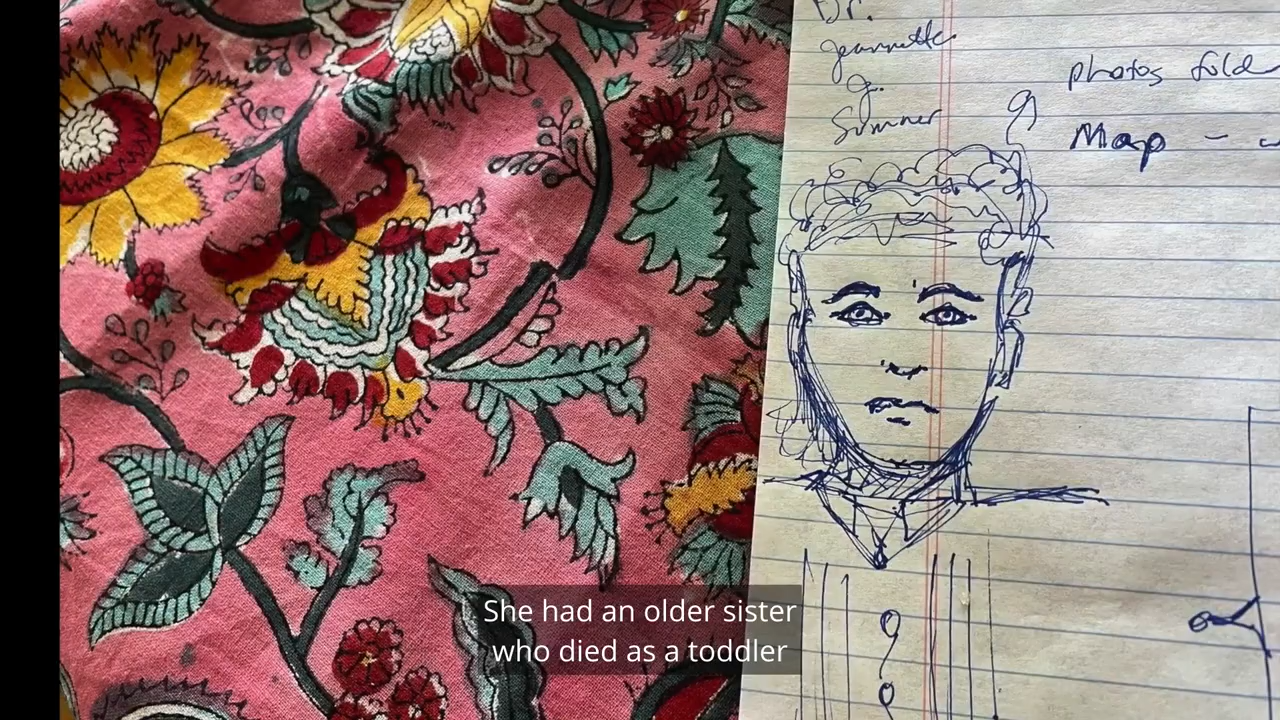 Dr.
Jeannette
G.
Sumner
photos fold
Map -
She had an older sister
who died as a toddler